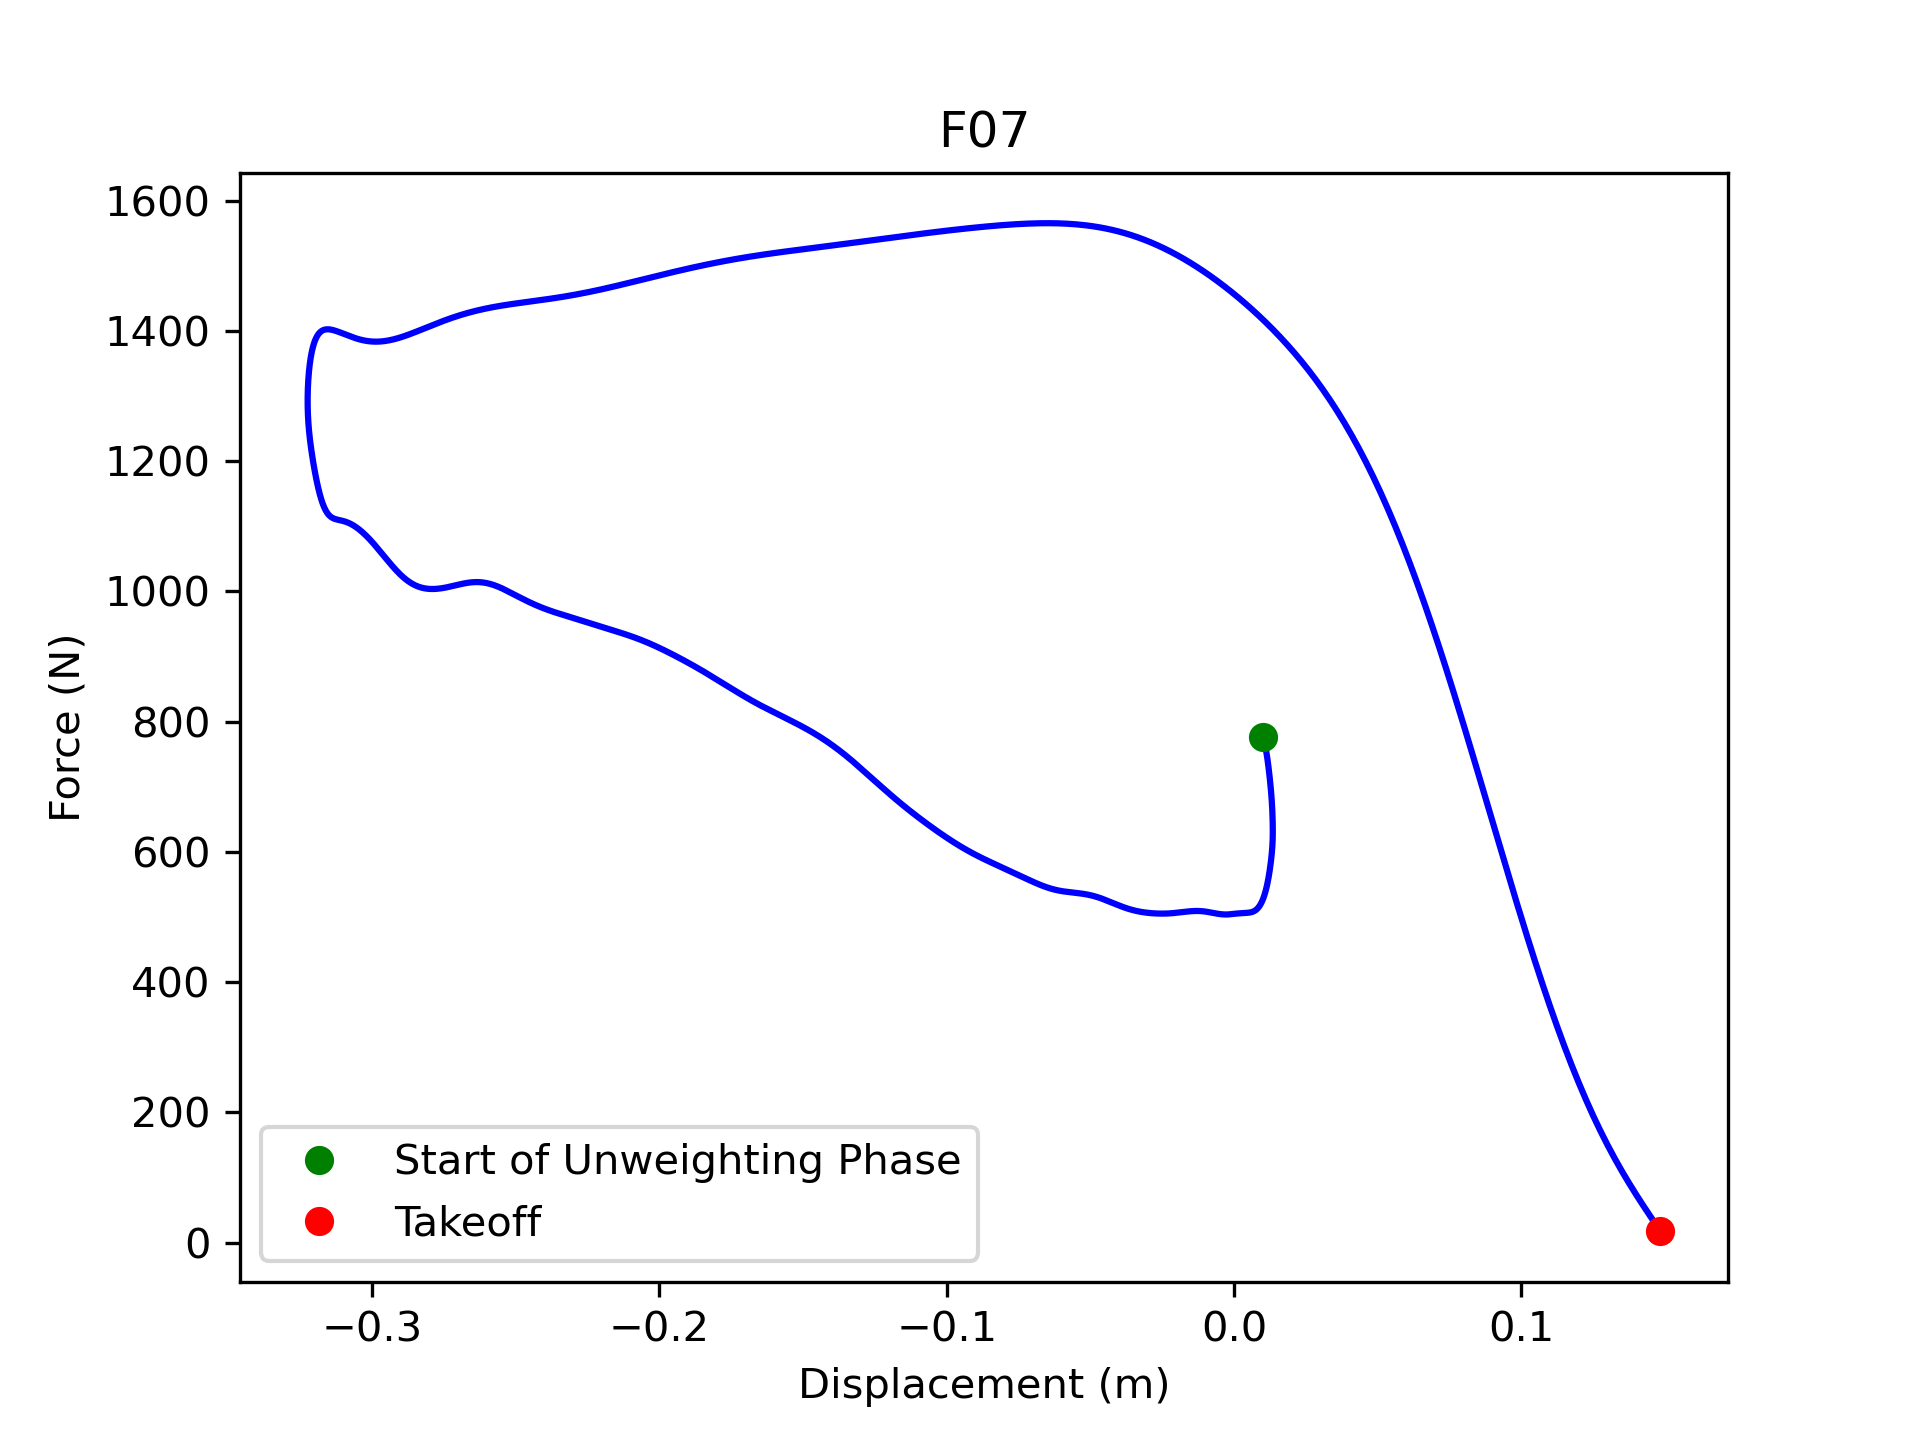 F07
1600
1400
1200
1000
800
600
400
200
0
Force (N)
Start of Unweighting Phase
Takeoff
−0.3 −0.2 −0.1 0.0 0.1
Displacement (m)